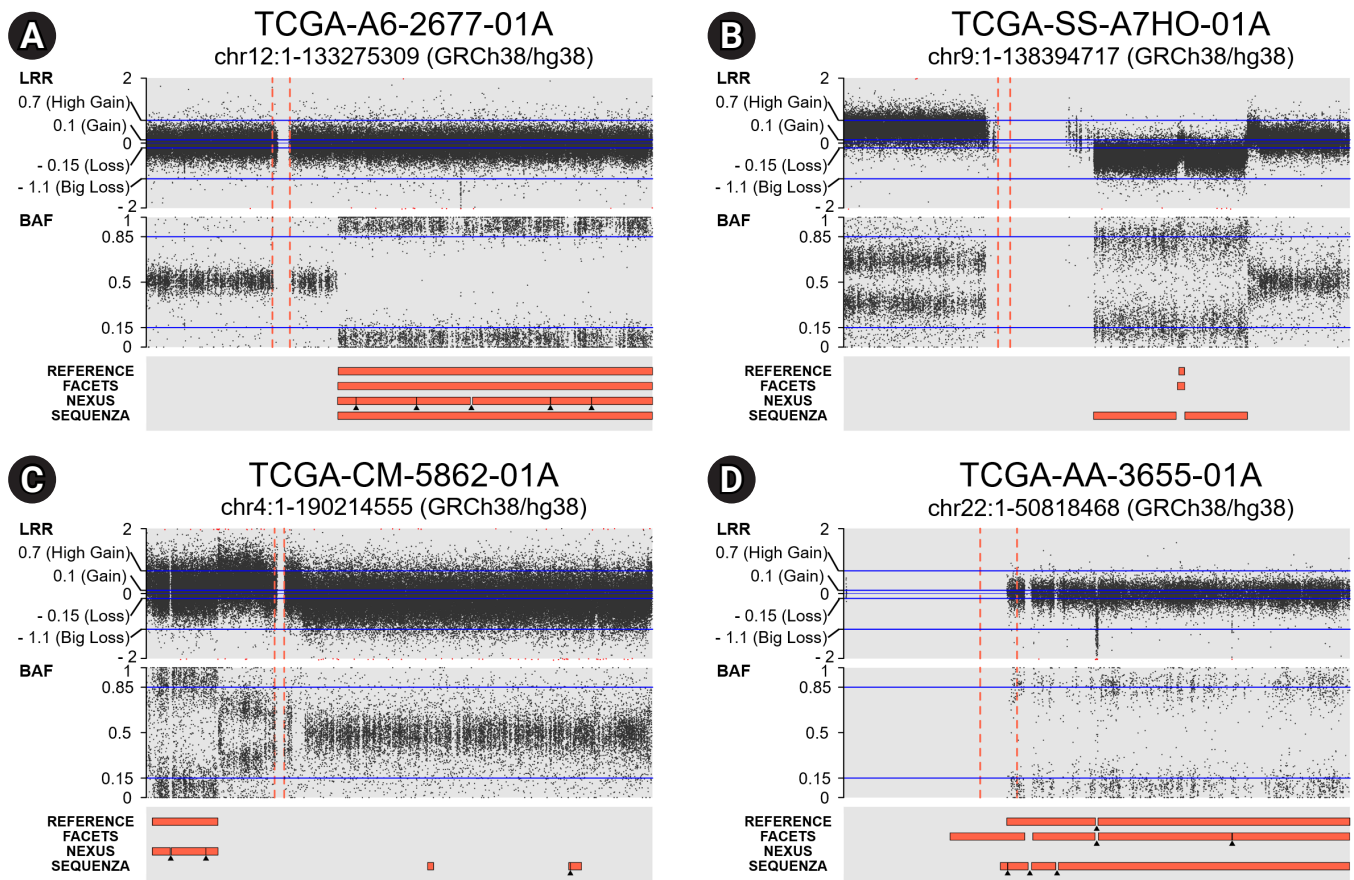 A
TCGA-A6-2677-01A
chr12:1-133275309 (GRCh38/hg38)
LRR
2
0.7 (High Gain)
0.1 (Gain)
0
- 0.15 (Loss)
- 1.1 (Big Loss)
- 2
BAF
1
0.85
0.5
0.15
0
REFERENCE
FACETS
NEXUS
SEQUENZA
B
TCGA-SS-A7HO-01A
chr9:1-138394717 (GRCh38/hg38)
LRR
2
0.7 (High Gain)
0.1 (Gain)
0
- 0.15 (Loss)
- 1.1 (Big Loss)
- 2
BAF
1
0.85
0.5
0.15
0
REFERENCE
FACETS
NEXUS
SEQUENZA
C
TCGA-CM-5862-01A
chr4:1-190214555 (GRCh38/hg38)
LRR
2
0.7 (High Gain)
0.1 (Gain)
0
- 0.15 (Loss)
- 1.1 (Big Loss)
- 2
BAF
1
0.85
0.5
0.15
0
REFERENCE
FACETS
NEXUS
SEQUENZA
D
TCGA-AA-3655-01A
chr22:1-50818468 (GRCh38/hg38)
LRR
2
0.7 (High Gain)
0.1 (Gain)
0
- 0.15 (Loss)
- 1.1 (Big Loss)
- 2
BAF
1
0.85
0.5
0.15
0
REFERENCE
FACETS
NEXUS
SEQUENZA